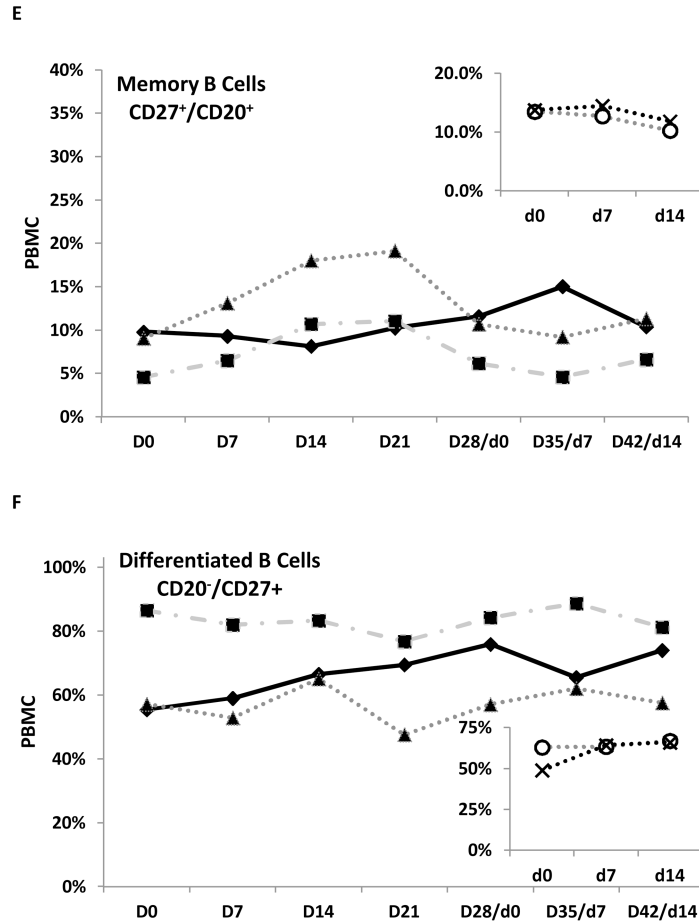 E
Memory B Cells
CD27⁺/CD20⁺
PBMC
40%
35%
30%
25%
20%
15%
10%
5%
0%
D0 D7 D14 D21 D28/d0 D35/d7 D42/d14
20.0%
10.0%
0.0%
d0 d7 d14
F
Differentiated B Cells
CD20⁻/CD27+
PBMC
100%
80%
60%
40%
20%
0%
D0 D7 D14 D21 D28/d0 D35/d7 D42/d14
75%
50%
25%
0%
d0 d7 d14